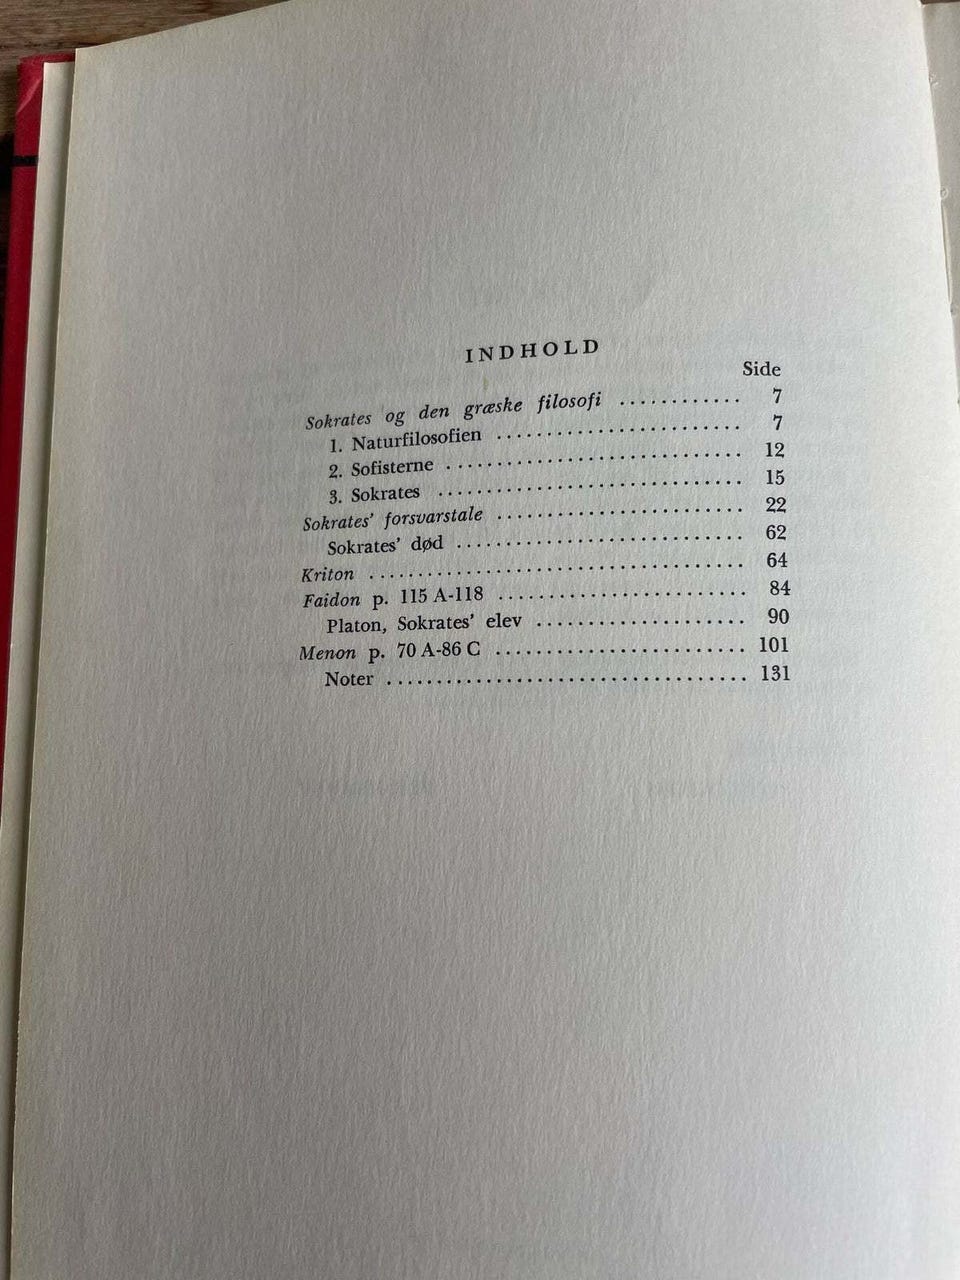 INDHOLD
Side
Sokrates og den græske filosofi ............ 7
1. Naturfilosofien ......................... 7
2. Sofisterne .............................. 12
3. Sokrates ............................... 15
Sokrates' forsvarstale ......................... 22
Sokrates' død ............................. 62
Kriton ...................................... 64
Faidon p. 115 A-118 ......................... 84
Platon, Sokrates' elev ..................... 90
Menon p. 70 A-86 C ......................... 101
Noter .................................... 131